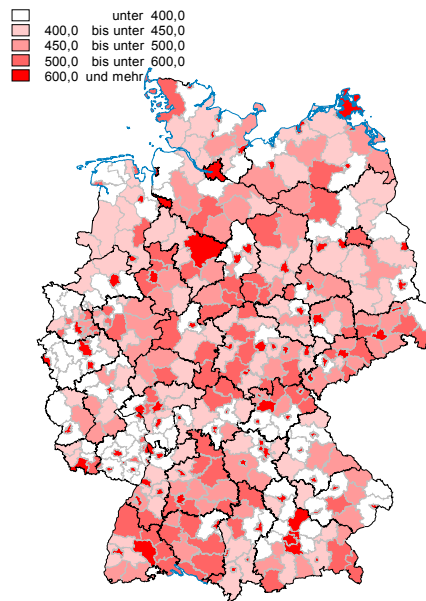 unter 400,0
400,0 bis unter 450,0
450,0 bis unter 500,0
500,0 bis unter 600,0
600,0 und mehr